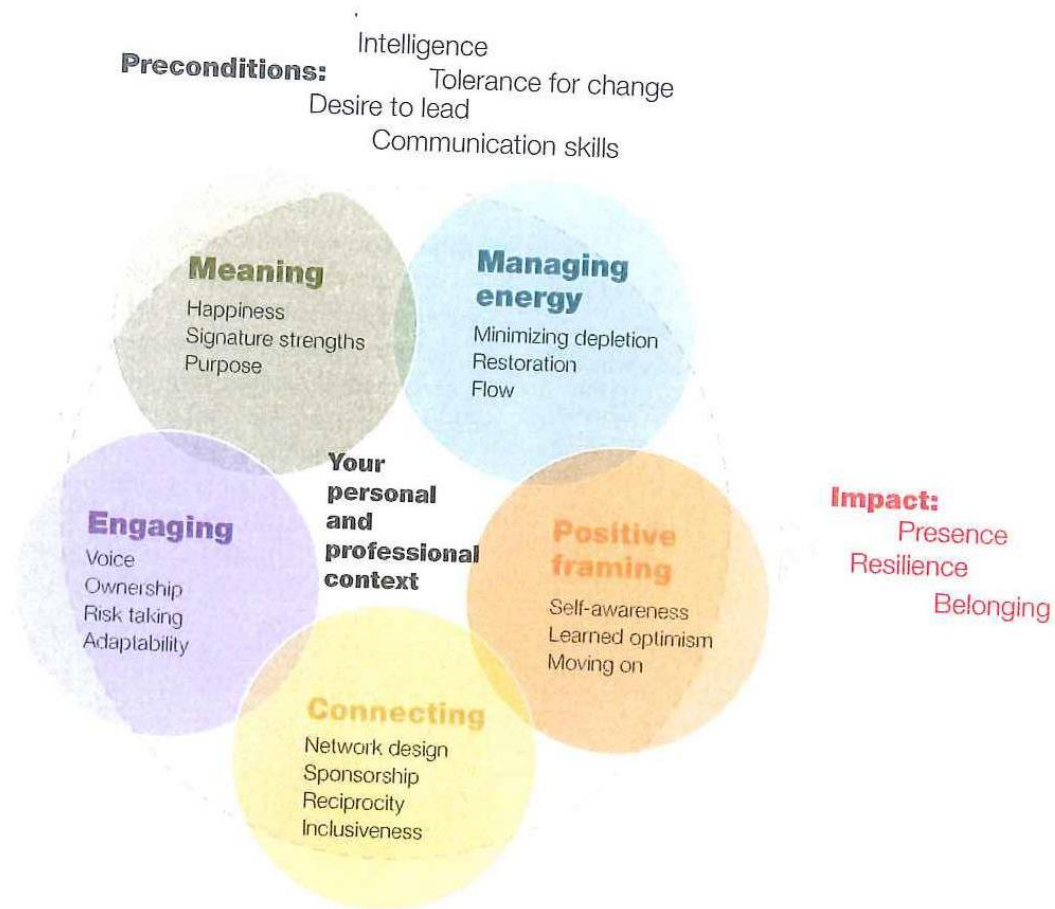 Preconditions:
Intelligence
Tolerance for change
Desire to lead
Communication skills
Meaning
Happiness
Signature strengths
Purpose
Managing
energy
Minimizing depletion
Restoration
Flow
Your
personal
and
professional
context
Engaging
Voice
Ownership
Risk taking
Adaptability
Positive
framing
Self-awareness
Learned optimism
Moving on
Connecting
Network design
Sponsorship
Reciprocity
Inclusiveness
Impact:
Presence
Resilience
Belonging